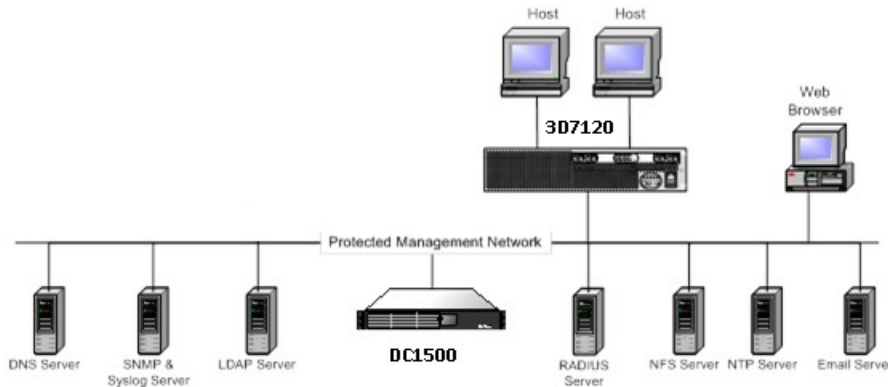 Host
Host
3D7120
Web
Browser
Protected Management Network
DNS Server
SNMP &
Syslog Server
LDAP Server
DC1500
RADIUS
Server
NFS Server
NTP Server
Email Serve